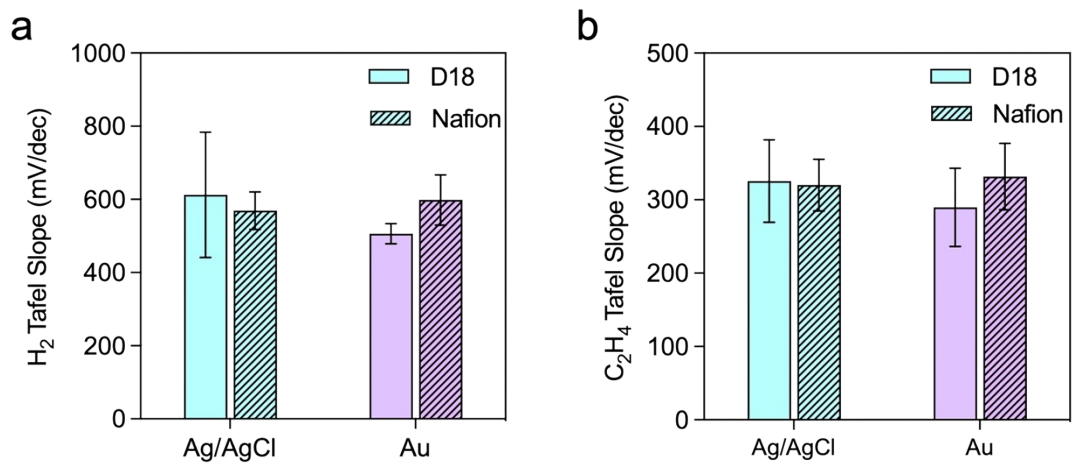 a
H₂ Tafel Slope (mV/dec)
1000
800
600
400
200
0
D18
Nafion
Ag/AgCl
Au
b
C₂H₄ Tafel Slope (mV/dec)
500
400
300
200
100
0
D18
Nafion
Ag/AgCl
Au